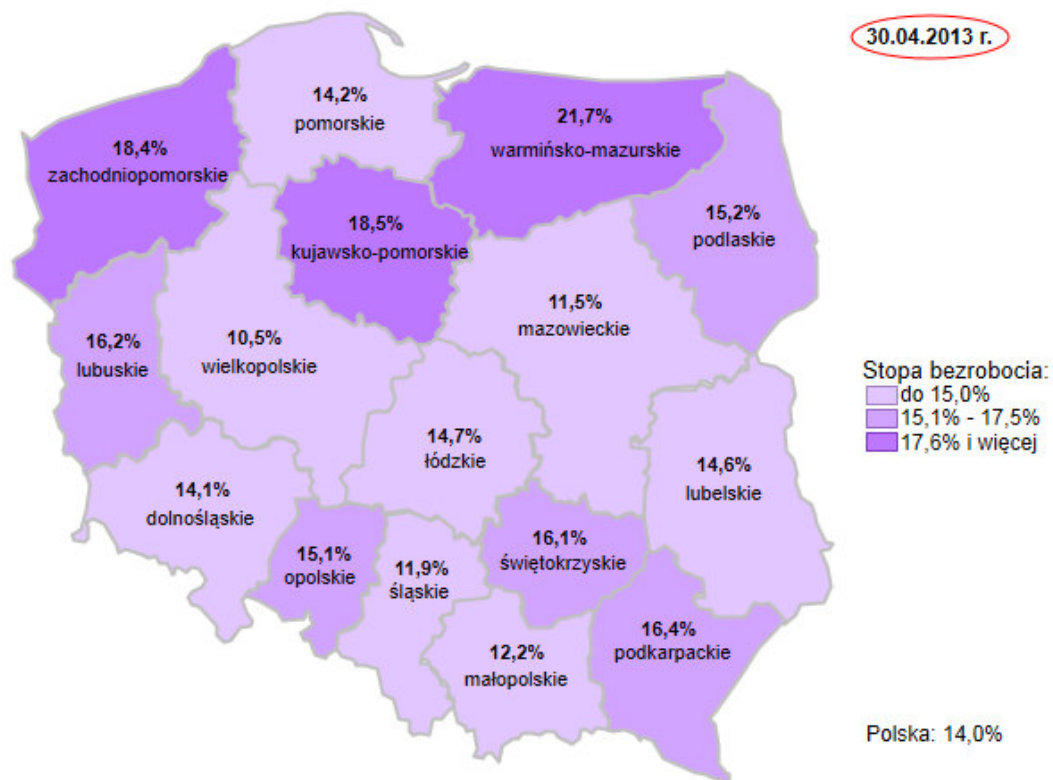 30.04.2013 r.
14,2%
pomorskie
21,7%
warmińsko-mazurskie
18,4%
zachodniopomorskie
18,5%
kujawsko-pomorskie
15,2%
podlaskie
11,5%
mazowieckie
16,2%
lubuskie
10,5%
wielkopolskie
Stopa bezrobocia:
do 15,0%
15,1% - 17,5%
17,6% i więcej
14,7%
łódzkie
14,6%
lubelskie
14,1%
dolnośląskie
15,1%
opolskie
11,9%
śląskie
16,1%
świętokrzyskie
12,2%
małopolskie
16,4%
podkarpackie
Polska: 14,0%